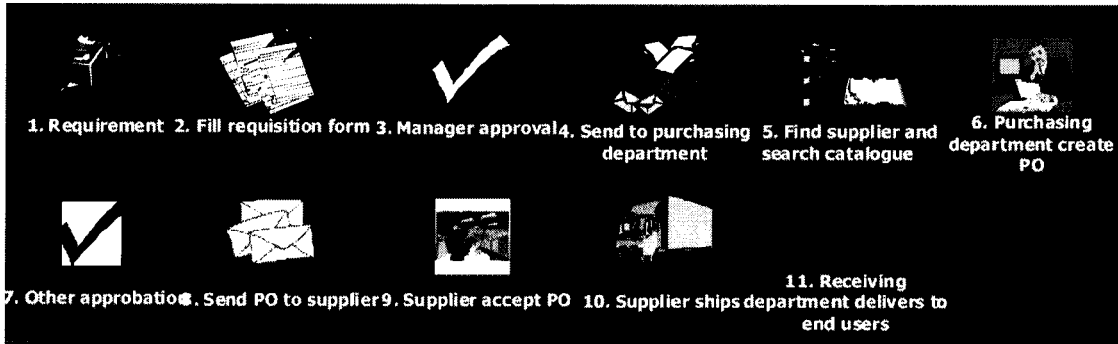 1. Requirement
2. Fill requisition form
3. Manager approval
4. Send to purchasing
department
5. Find supplier and
search catalogue
6. Purchasing
department create
PO
7. Other approbation
8. Send PO to supplier
9. Supplier accept PO
10. Supplier ships
11. Receiving
department delivers to
end users